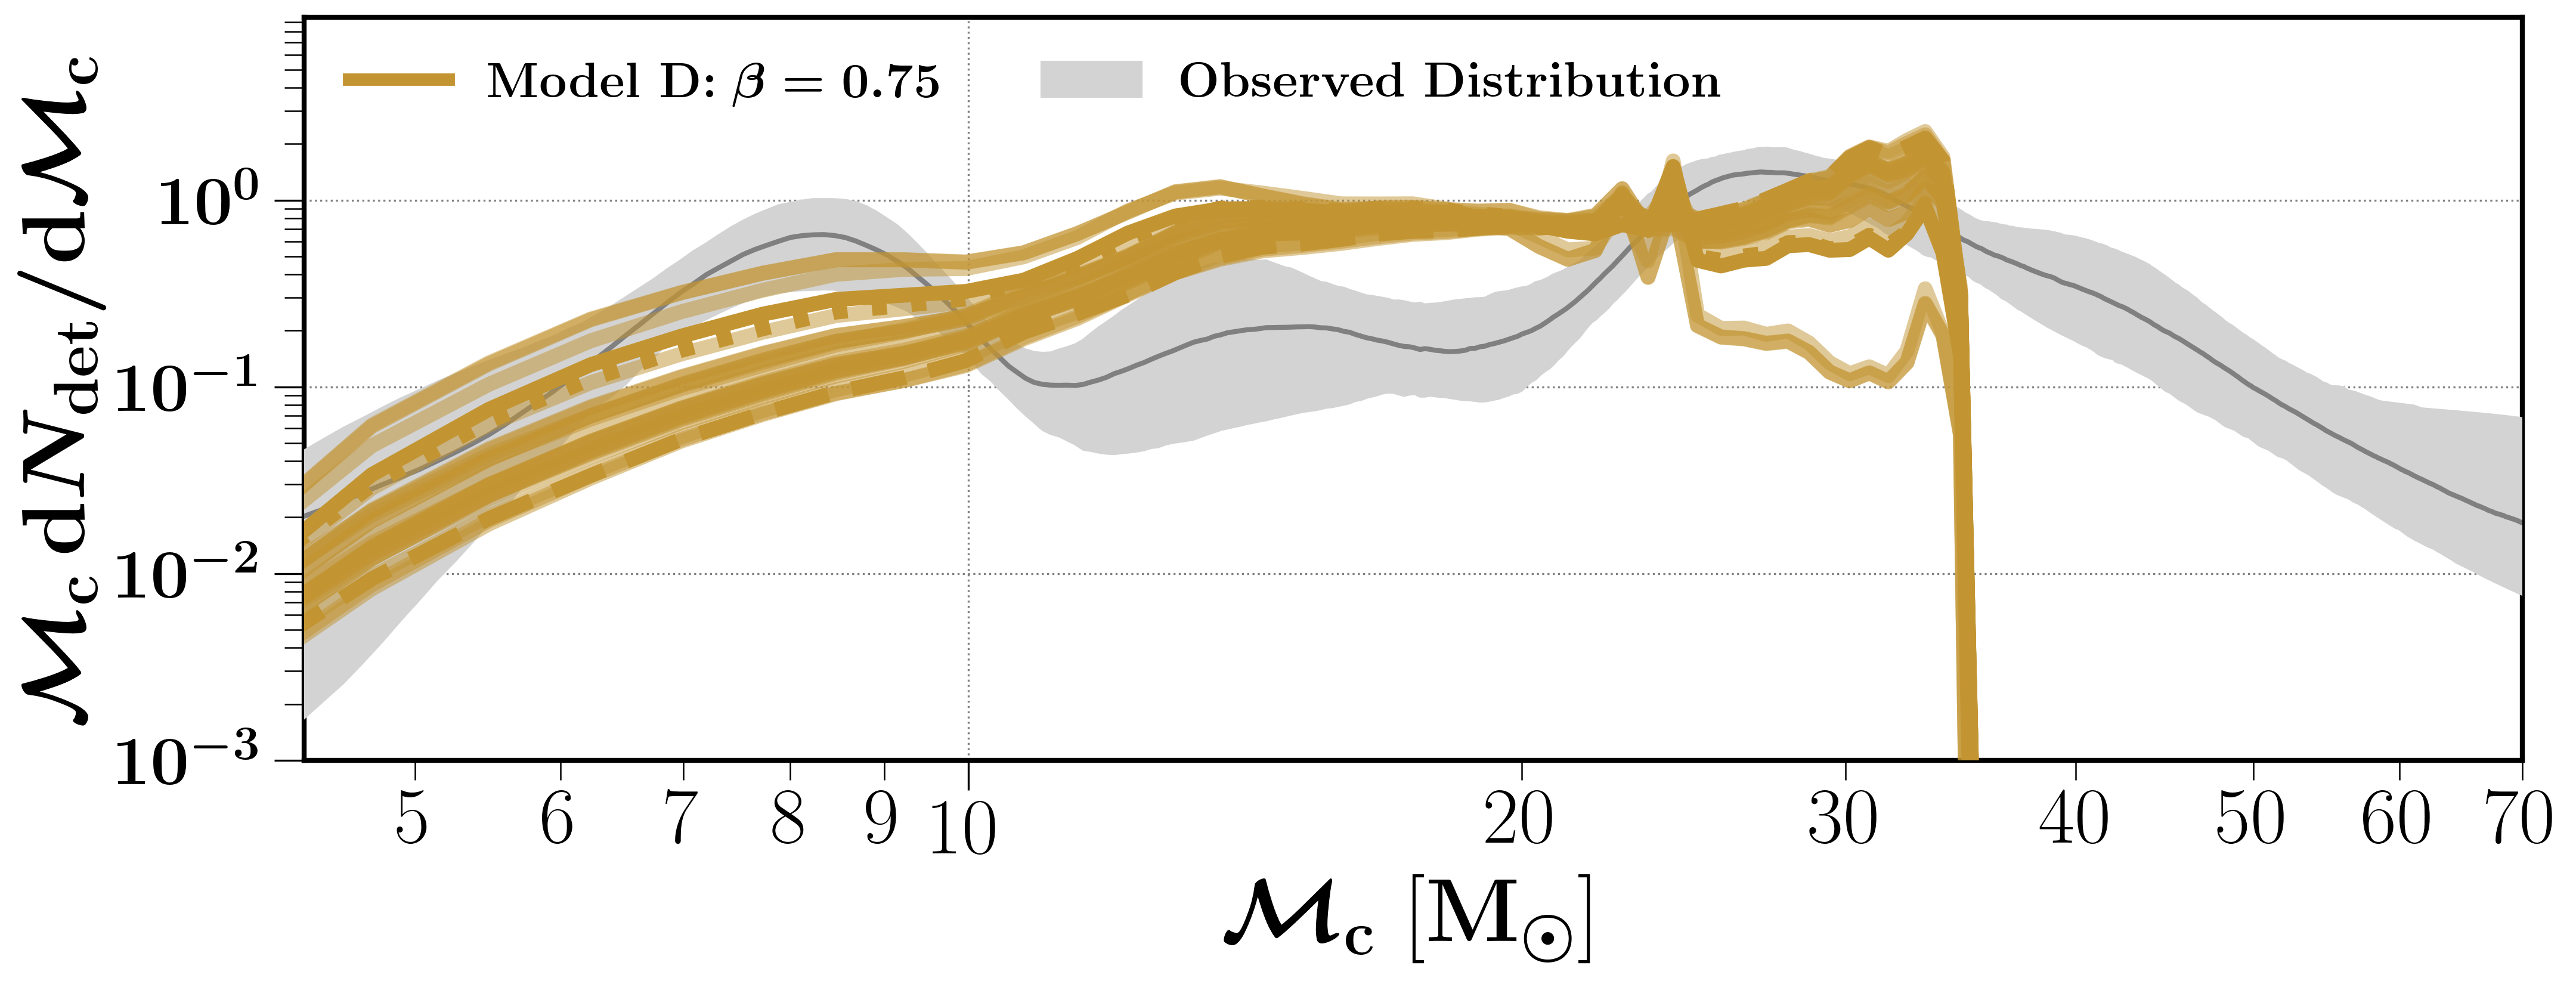 Model D: β = 0.75
Observed Distribution
ℳc dNdet/dℳc
10⁰
10⁻¹
10⁻²
10⁻³
5 6 7 8 9 10 20 30 40 50 60 70
ℳc [M⊙]